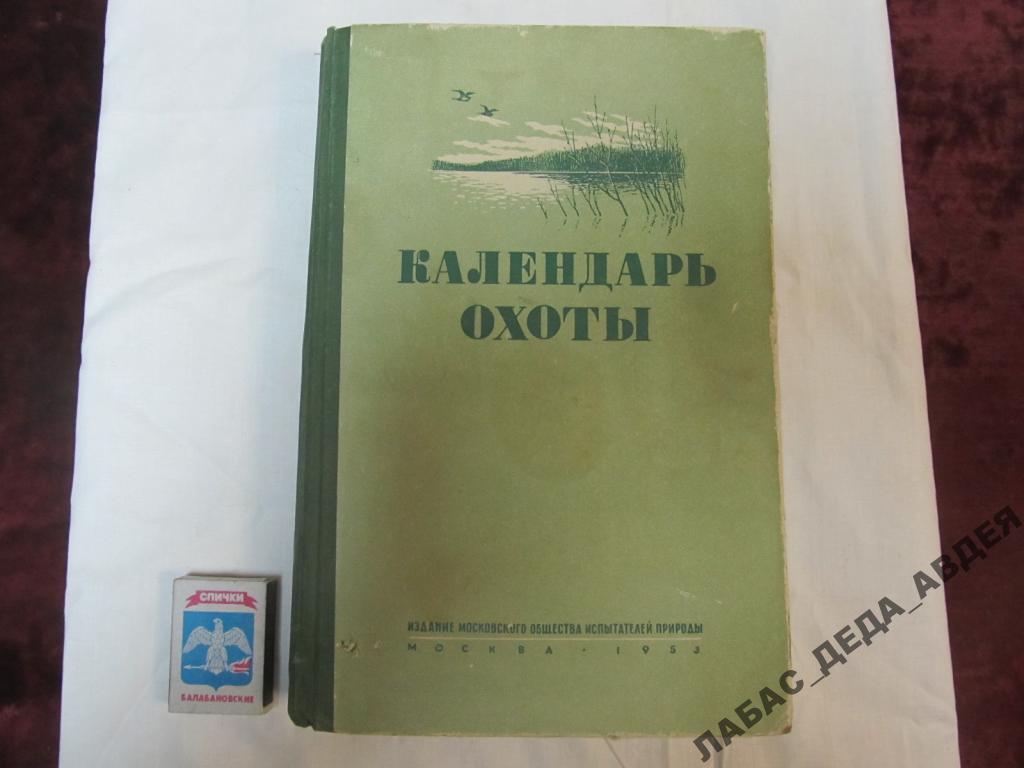 КАЛЕНДАРЬ
ОХОТЫ
ИЗДАНИЕ МОСКОВСКОГО ОБЩЕСТВА ИСПЫТАТЕЛЕЙ ПРИРОДЫ
МОСКВА • 1953
СПИЧКИ
БАЛАБАНОВСКИЕ
ЛАБАС_ДЕДА_АВДЕЯ